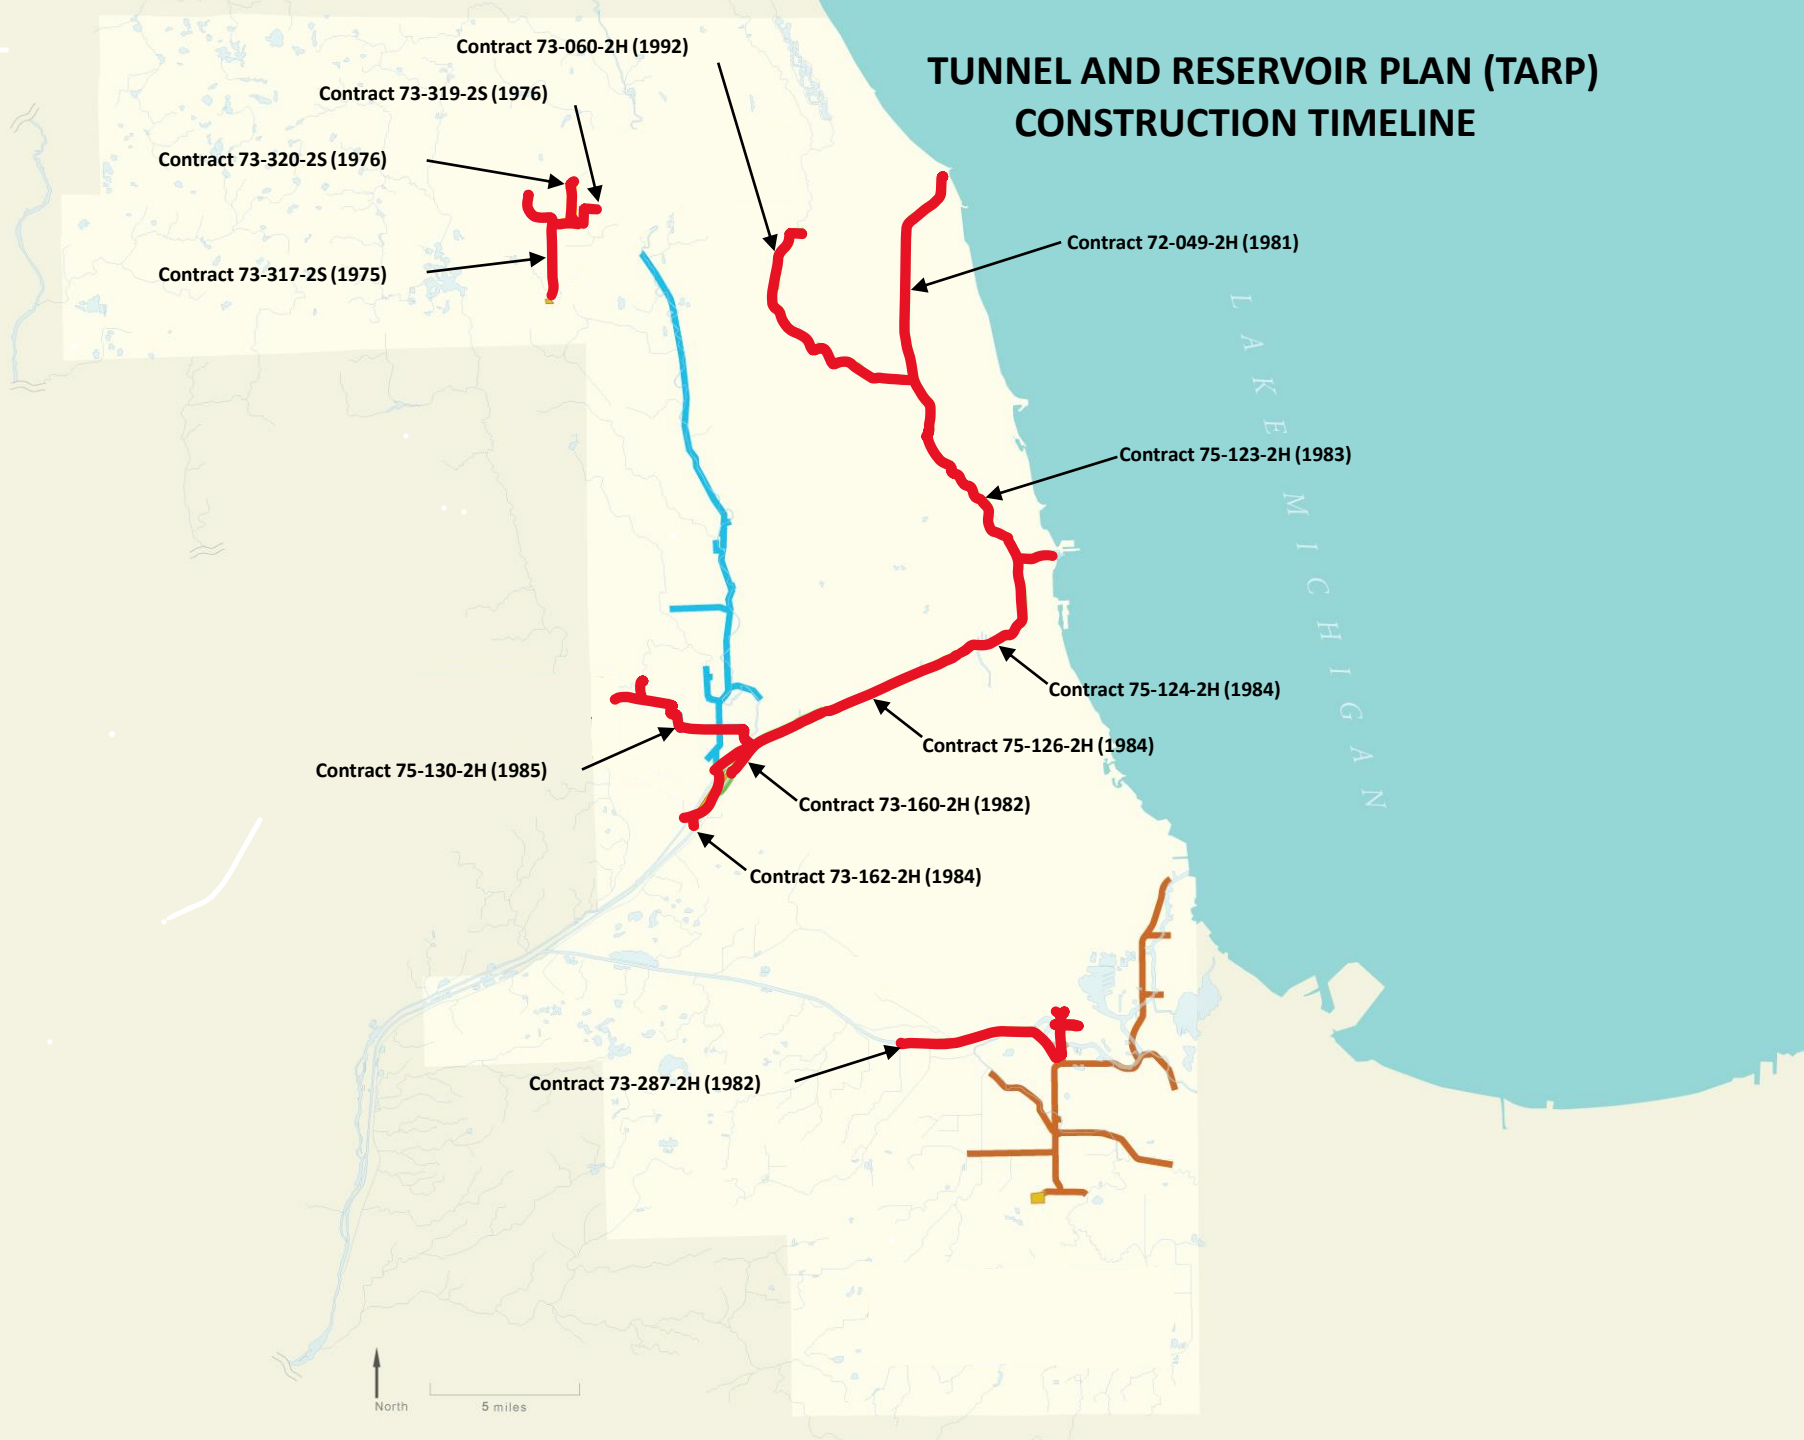 Contract 73-060-2H (1992)
TUNNEL AND RESERVOIR PLAN (TARP)
CONSTRUCTION TIMELINE
Contract 73-319-2S (1976)
Contract 73-320-2S (1976)
Contract 73-317-2S (1975)
Contract 72-049-2H (1981)
LAKE MICHIGAN
Contract 75-123-2H (1983)
Contract 75-124-2H (1984)
Contract 75-126-2H (1984)
Contract 75-130-2H (1985)
Contract 73-160-2H (1982)
Contract 73-162-2H (1984)
Contract 73-287-2H (1982)
North
5 miles